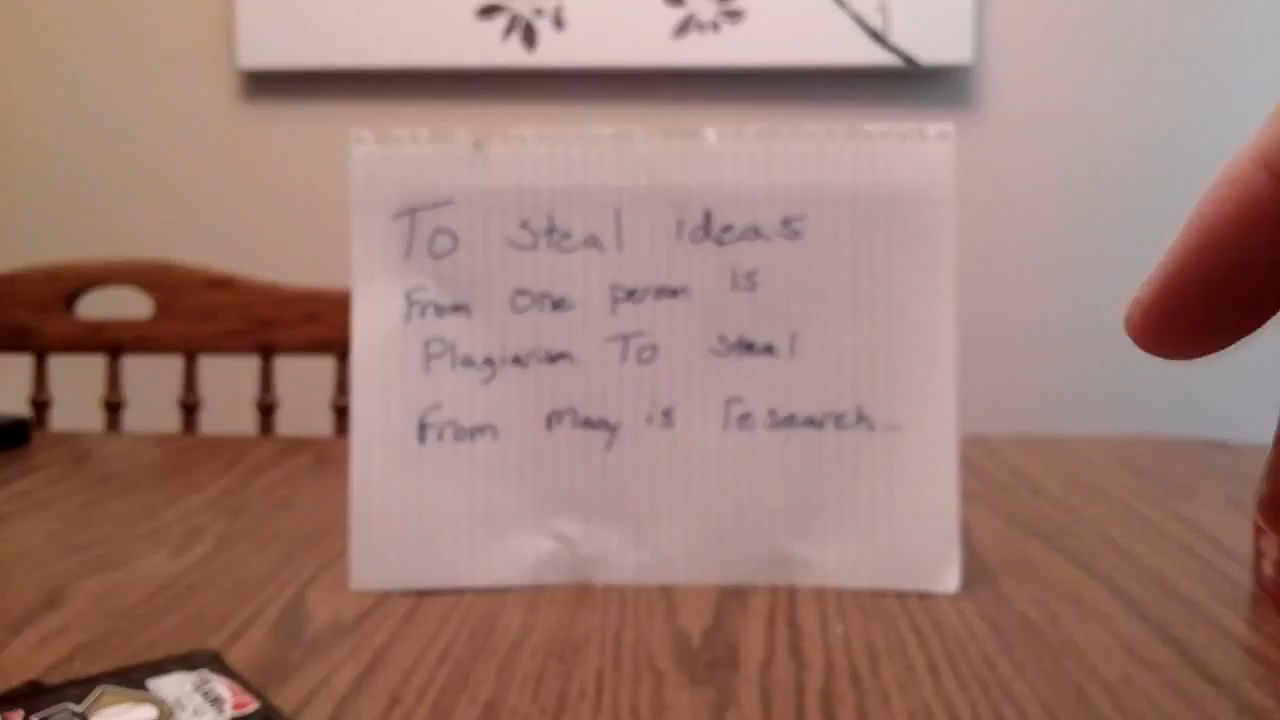 To steal ideas
From one person is
Plagiarism To steal
From many is research...